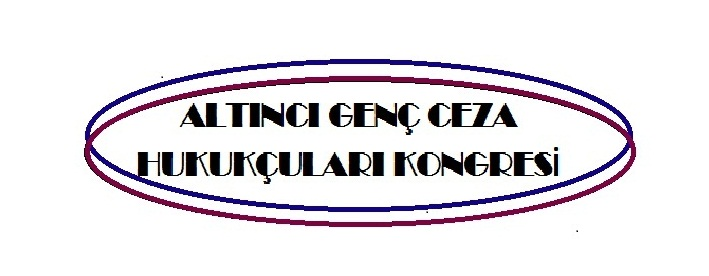 ALTINCI GENÇ CEZA
HUKUKÇULARI KONGRESİ